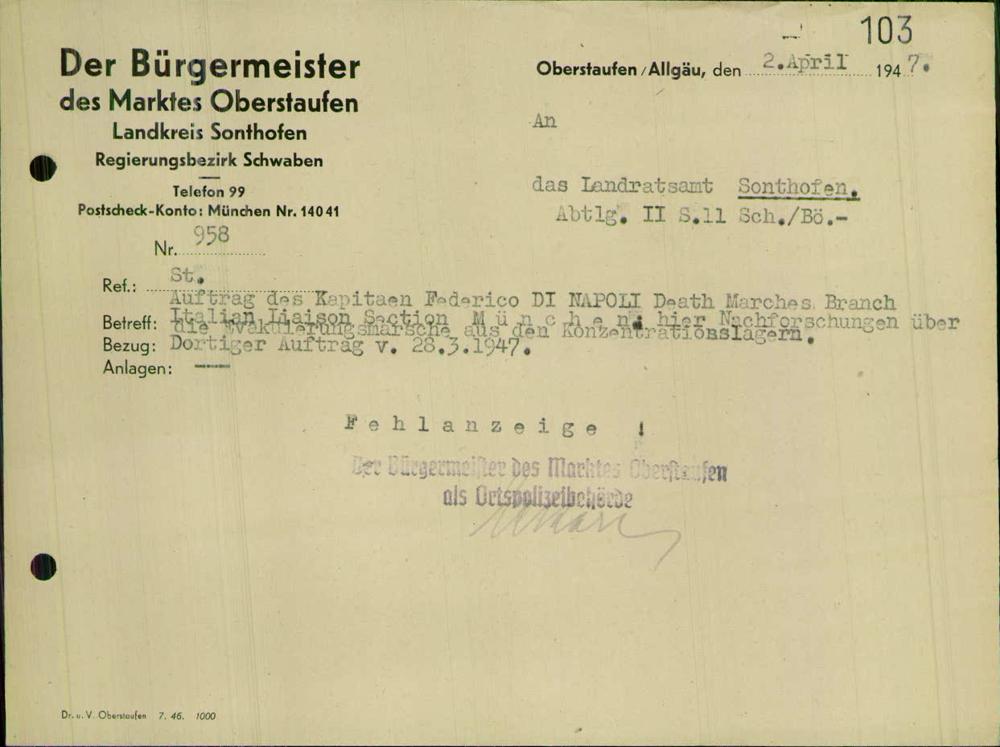 103
Der Bürgermeister
des Marktes Oberstaufen
Landkreis Sonthofen
Regierungsbezirk Schwaben
Telefon 99
Postscheck-Konto: München Nr. 14041
Nr. 958
Oberstaufen/Allgäu, den 2.April 1947.
An
das Landratsamt Sonthofen.
Abtlg. II S.11 Sch./Bö.-
Ref.: St.
Auftrag des Kapitaen Federico DI NAPOLI Death Marches Branch
Betreff: Italian Liaison Section München; hier Nachforschungen über
die Evakuierungsmärsche aus den Konzentrationslagern.
Bezug: Dortiger Auftrag v. 28.3.1947.
Anlagen: ----
Fehlanzeige !
Der Bürgermeister des Marktes Oberstaufen
als Ortspolizeibehörde
Dr. u. V. Oberstaufen 7. 46. 1000